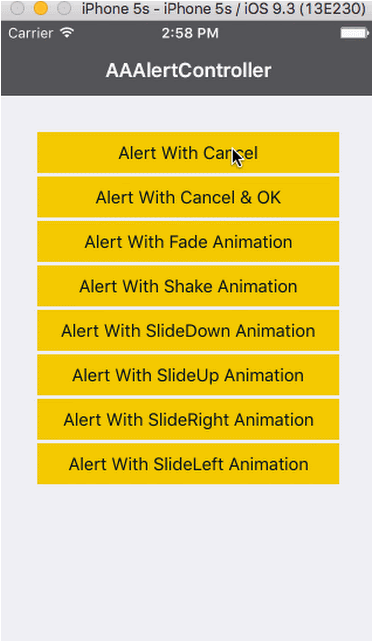 iPhone 5s - iPhone 5s / iOS 9.3 (13E230)
Carrier 2:58 PM
AAAlertController
Alert With Cancel
Alert With Cancel & OK
Alert With Fade Animation
Alert With Shake Animation
Alert With SlideDown Animation
Alert With SlideUp Animation
Alert With SlideRight Animation
Alert With SlideLeft Animation